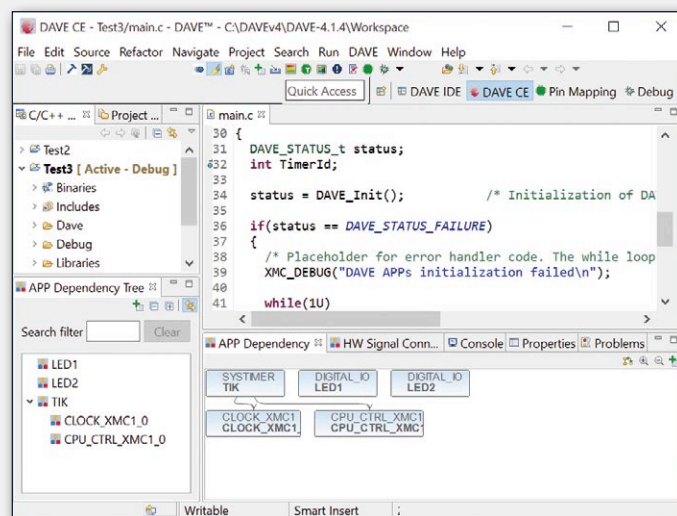 DAVE CE - Test3/main.c - DAVE™ - C:\DAVEv4\DAVE-4.1.4\Workspace
File Edit Source Refactor Navigate Project Search Run DAVE Window Help
Quick Access DAVE IDE DAVE CE Pin Mapping Debug
C/C++ ... Project ...
Test2
Test3 [ Active - Debug ]
Binaries
Includes
Dave
Debug
Libraries
main.c
30 {
31 DAVE_STATUS_t status;
32 int TimerId;
33
34 status = DAVE_Init(); /* Initialization of DA
35
36 if(status == DAVE_STATUS_FAILURE)
37 {
38 /* Placeholder for error handler code. The while loop
39 XMC_DEBUG("DAVE APPs initialization failed\n");
40
41 while(1U)
APP Dependency Tree
Search filter Clear
LED1
LED2
TIK
CLOCK_XMC1_0
CPU_CTRL_XMC1_0
APP Dependency HW Signal Conn... Console Properties Problems
SYSTIMER
TIK
DIGITAL_IO
LED1
DIGITAL_IO
LED2
CLOCK_XMC1
CLOCK_XMC1_
CPU_CTRL_XMC1
CPU_CTRL_XMC1
Writable Smart Insert :